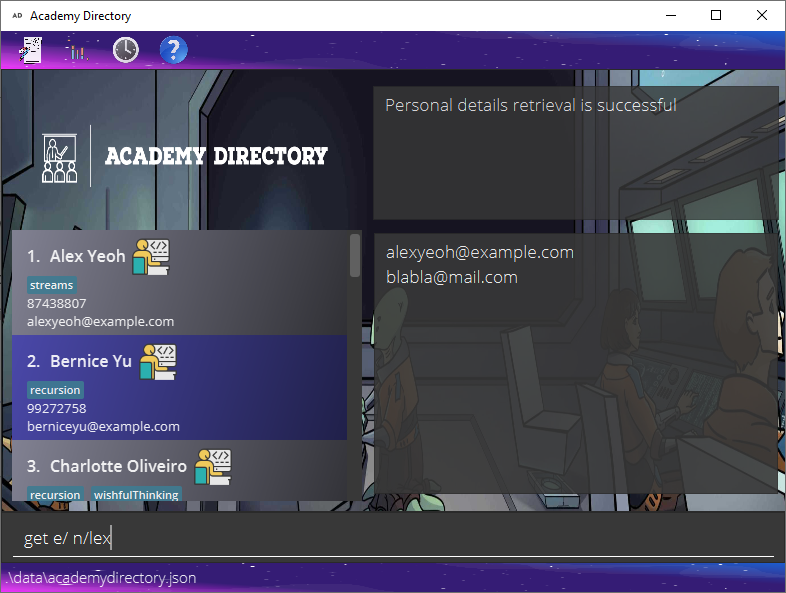 AD Academy Directory
?
ACADEMY DIRECTORY
Personal details retrieval is successful
1. Alex Yeoh
streams
87438807
alexyeoh@example.com
2. Bernice Yu
recursion
99272758
berniceyu@example.com
3. Charlotte Oliveiro
recursion wishfulThinking
alexyeoh@example.com
blabla@mail.com
get e/ n/lex
.\data\academydirectory.json